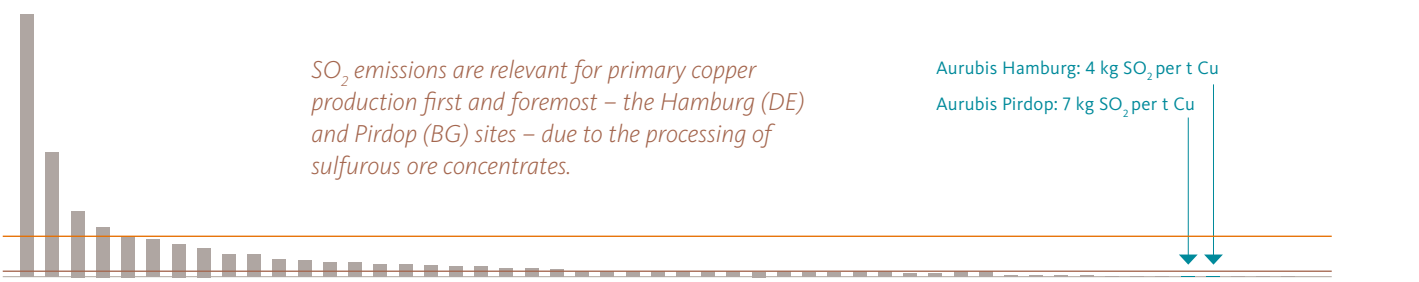 SO₂ emissions are relevant for primary copper
production first and foremost – the Hamburg (DE)
and Pirdop (BG) sites – due to the processing of
sulfurous ore concentrates.
Aurubis Hamburg: 4 kg SO₂ per t Cu
Aurubis Pirdop: 7 kg SO₂ per t Cu